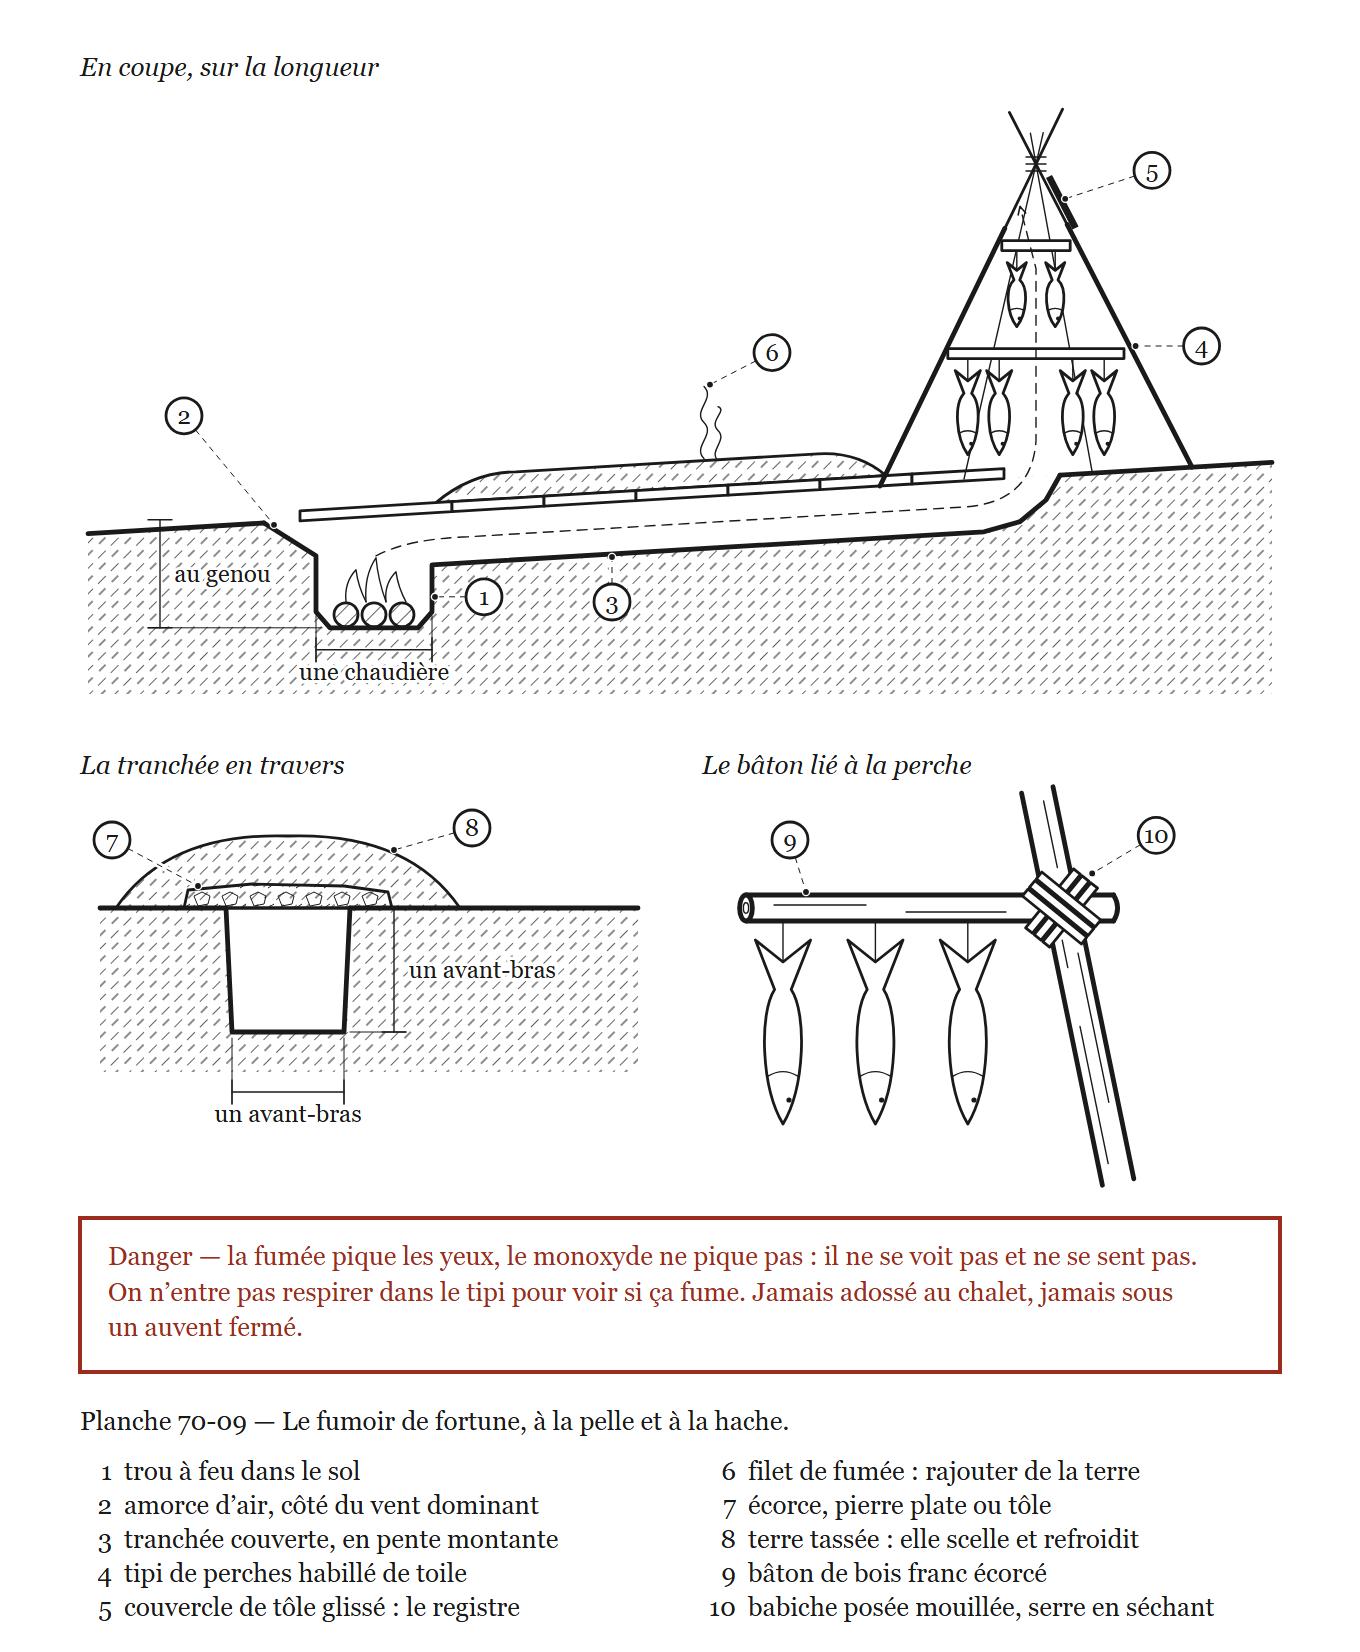 En coupe, sur la longueur
5
6
4
2
au genou
1
3
une chaudière
La tranchée en travers
Le bâton lié à la perche
7
8
9
10
un avant-bras
un avant-bras
Danger — la fumée pique les yeux, le monoxyde ne pique pas : il ne se voit pas et ne se sent pas.
On n’entre pas respirer dans le tipi pour voir si ça fume. Jamais adossé au chalet, jamais sous
un auvent fermé.
Planche 70-09 — Le fumoir de fortune, à la pelle et à la hache.
1 trou à feu dans le sol
2 amorce d’air, côté du vent dominant
3 tranchée couverte, en pente montante
4 tipi de perches habillé de toile
5 couvercle de tôle glissé : le registre
6 filet de fumée : rajouter de la terre
7 écorce, pierre plate ou tôle
8 terre tassée : elle scelle et refroidit
9 bâton de bois franc écorcé
10 babiche posée mouillée, serre en séchant